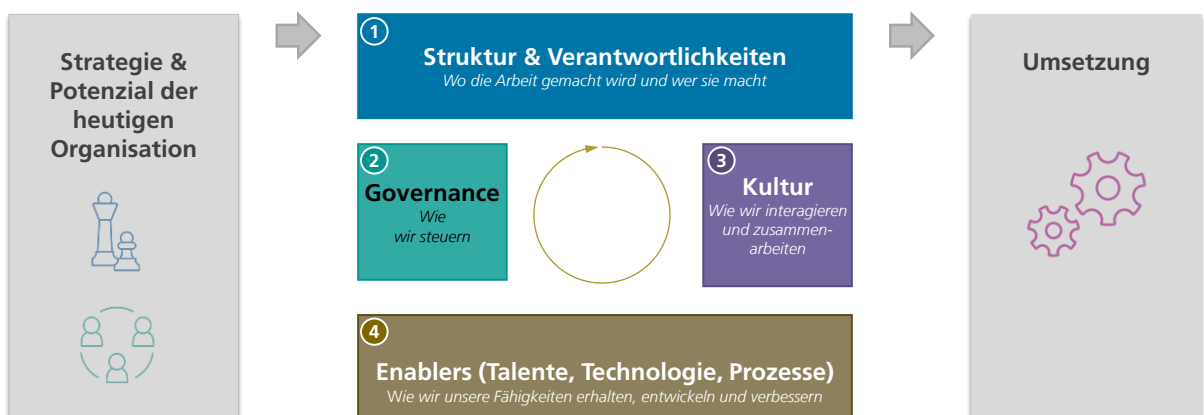 Strategie &
Potenzial der
heutigen
Organisation
1
Struktur & Verantwortlichkeiten
Wo die Arbeit gemacht wird und wer sie macht
2
Governance
Wie
wir steuern
3
Kultur
Wie wir interagieren
und zusammen-
arbeiten
4
Enablers (Talente, Technologie, Prozesse)
Wie wir unsere Fähigkeiten erhalten, entwickeln und verbessern
Umsetzung